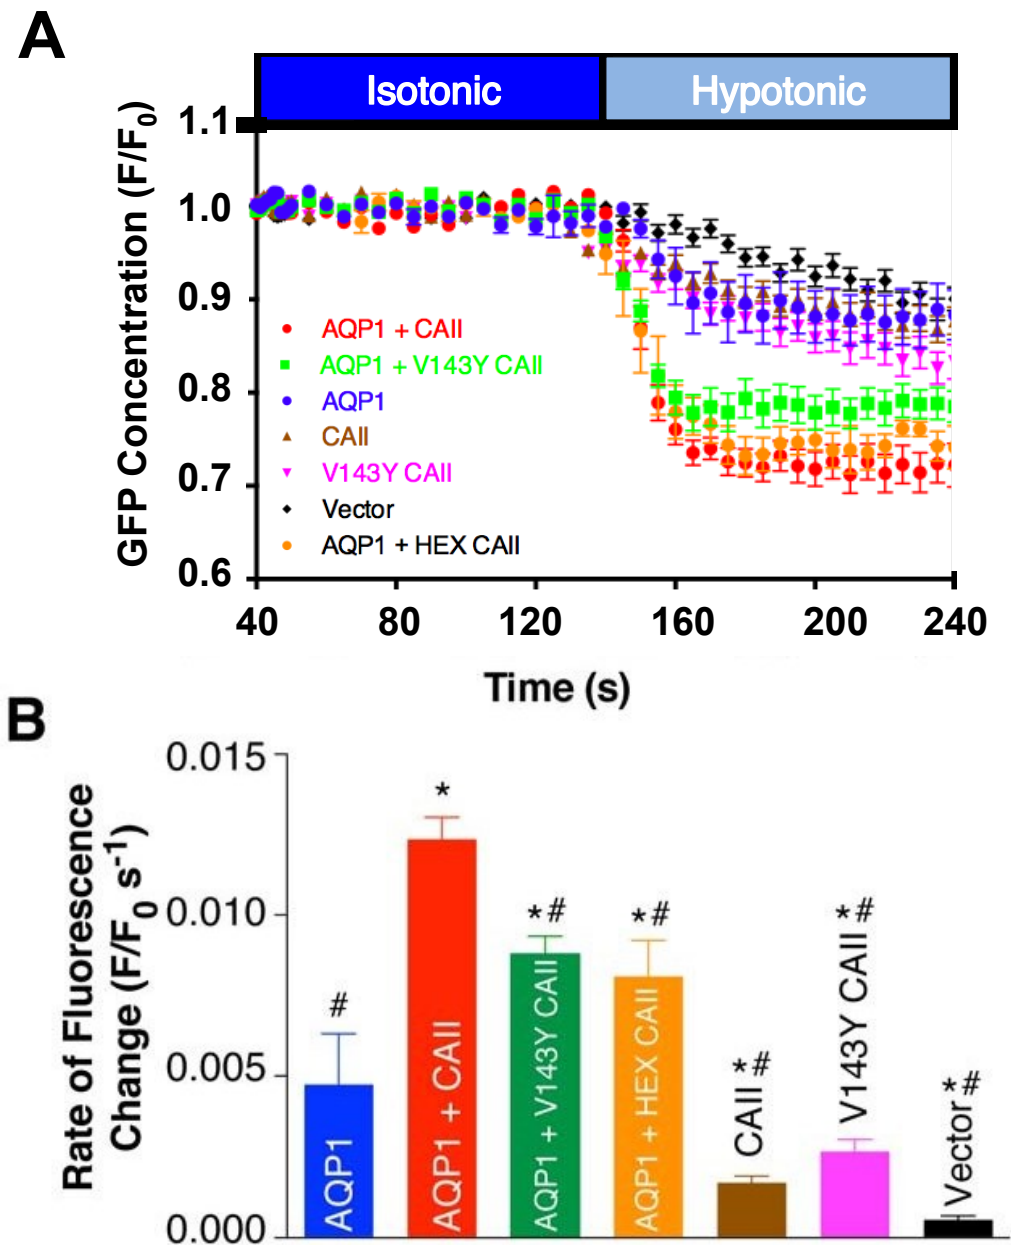 A
Isotonic
Hypotonic
GFP Concentration (F/F0)
1.1
1.0
0.9
0.8
0.7
0.6
AQP1 + CAII
AQP1 + V143Y CAII
AQP1
CAII
V143Y CAII
Vector
AQP1 + HEX CAII
40
80
120
160
200
240
Time (s)
B
Rate of Fluorescence
Change (F/F0 s-1)
0.015
0.010
0.005
0.000
#
AQP1
*
AQP1 + CAII
*#
AQP1 + V143Y CAII
*#
AQP1 + HEX CAII
*#
CAII
*#
V143Y CAII
*#
Vector